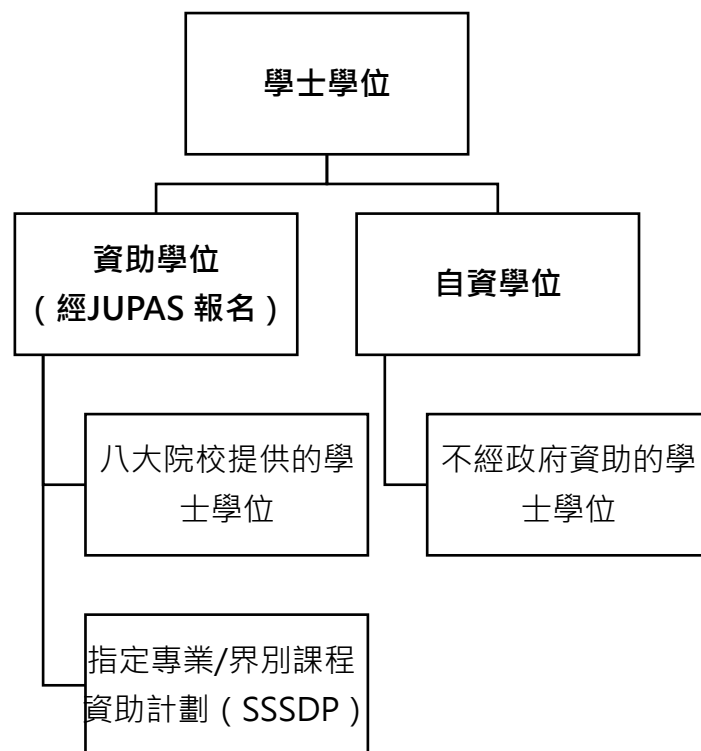 學士學位
資助學位
（經JUPAS 報名）
自資學位
八大院校提供的學
士學位
不經政府資助的學
士學位
指定專業/界別課程
資助計劃（SSSDP）